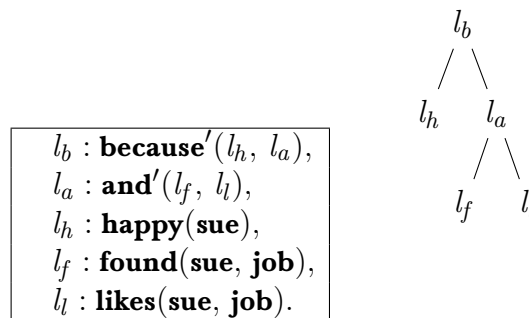 l_b
l_h l_a
l_f l
l_b : because′(l_h, l_a),
l_a : and′(l_f, l_l),
l_h : happy(sue),
l_f : found(sue, job),
l_l : likes(sue, job).